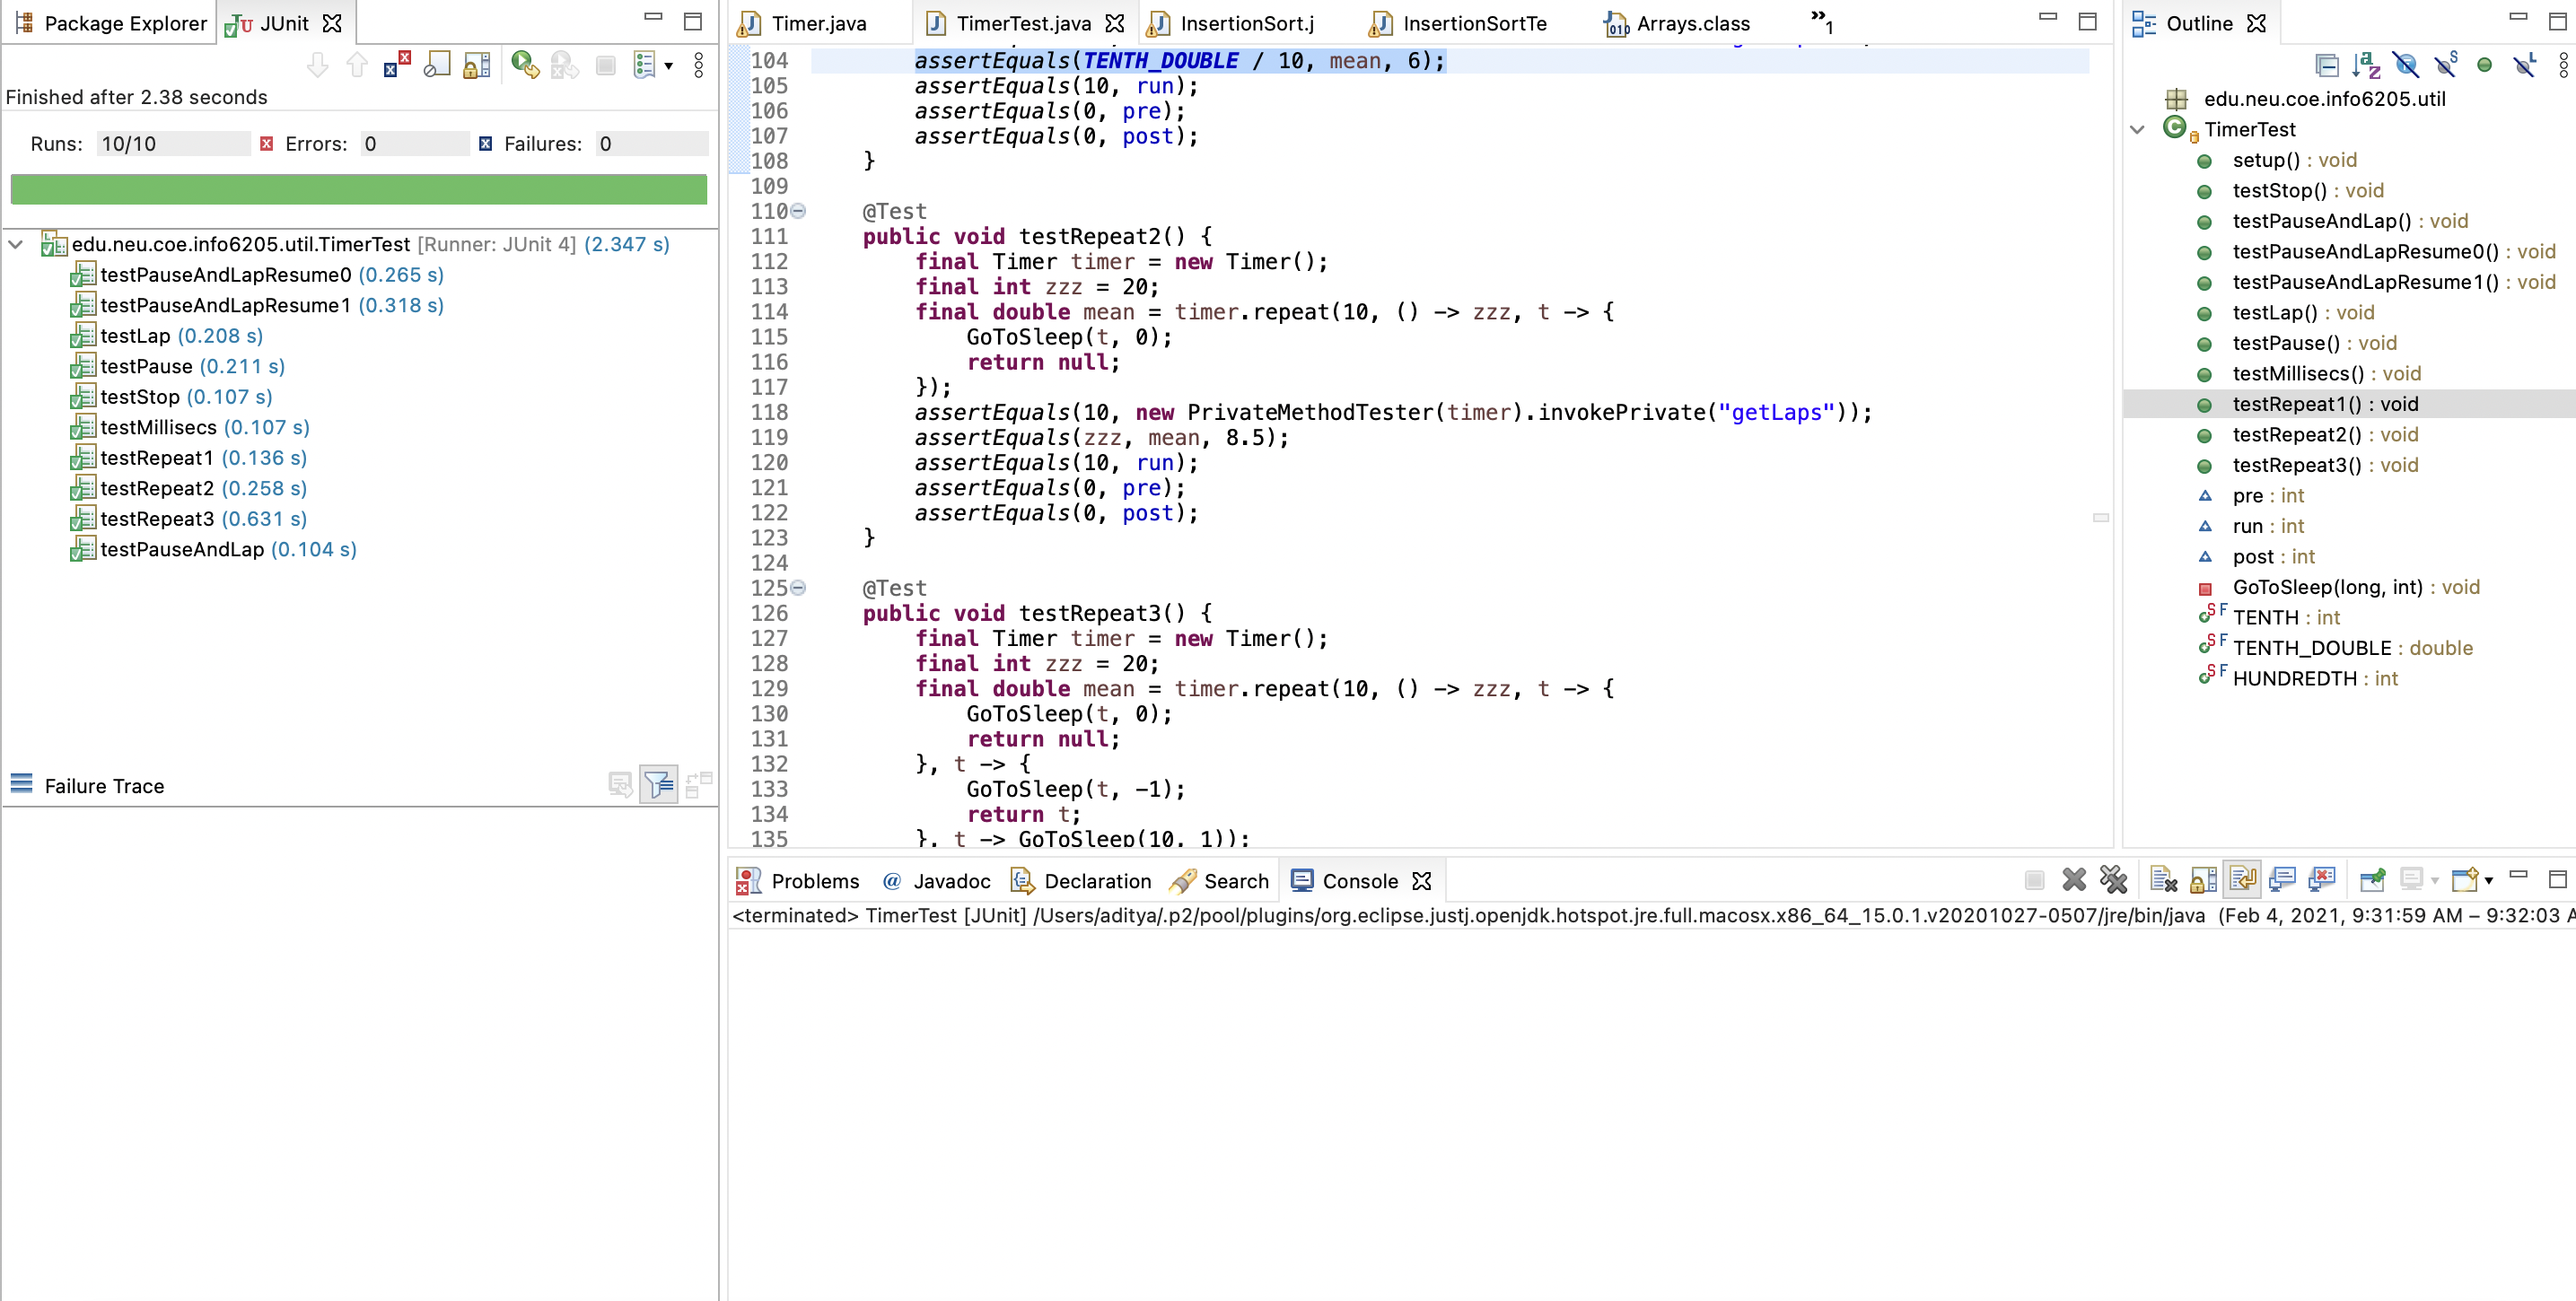 Package Explorer
JUnit
Finished after 2.38 seconds
Runs: 10/10 Errors: 0 Failures: 0
edu.neu.coe.info6205.util.TimerTest [Runner: JUnit 4] (2.347 s)
testPauseAndLapResume0 (0.265 s)
testPauseAndLapResume1 (0.318 s)
testLap (0.208 s)
testPause (0.211 s)
testStop (0.107 s)
testMillisecs (0.107 s)
testRepeat1 (0.136 s)
testRepeat2 (0.258 s)
testRepeat3 (0.631 s)
testPauseAndLap (0.104 s)
Failure Trace
Timer.java
TimerTest.java
InsertionSort.j
InsertionSortTe
Arrays.class
»1
104 assertEquals(TENTH_DOUBLE / 10, mean, 6);
105 assertEquals(10, run);
106 assertEquals(0, pre);
107 assertEquals(0, post);
108 }
109
110 @Test
111 public void testRepeat2() {
112 final Timer timer = new Timer();
113 final int zzz = 20;
114 final double mean = timer.repeat(10, () -> zzz, t -> {
115 GoToSleep(t, 0);
116 return null;
117 });
118 assertEquals(10, new PrivateMethodTester(timer).invokePrivate("getLaps"));
119 assertEquals(zzz, mean, 8.5);
120 assertEquals(10, run);
121 assertEquals(0, pre);
122 assertEquals(0, post);
123 }
124
125 @Test
126 public void testRepeat3() {
127 final Timer timer = new Timer();
128 final int zzz = 20;
129 final double mean = timer.repeat(10, () -> zzz, t -> {
130 GoToSleep(t, 0);
131 return null;
132 }, t -> {
133 GoToSleep(t, -1);
134 return t;
135 }, t -> GoToSleep(10, 1));
Outline
edu.neu.coe.info6205.util
TimerTest
setup() : void
testStop() : void
testPauseAndLap() : void
testPauseAndLapResume0() : void
testPauseAndLapResume1() : void
testLap() : void
testPause() : void
testMillisecs() : void
testRepeat1() : void
testRepeat2() : void
testRepeat3() : void
pre : int
run : int
post : int
GoToSleep(long, int) : void
TENTH : int
TENTH_DOUBLE : double
HUNDREDTH : int
Problems
Javadoc
Declaration
Search
Console
<terminated> TimerTest [JUnit] /Users/aditya/.p2/pool/plugins/org.eclipse.justj.openjdk.hotspot.jre.full.macosx.x86_64_15.0.1.v20201027-0507/jre/bin/java (Feb 4, 2021, 9:31:59 AM – 9:32:03 A